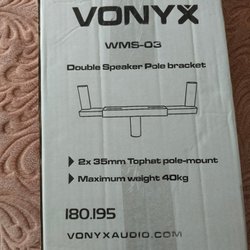 VONYX
WMS-03
Double Speaker Pole bracket
2x 35mm Tophat pole-mount
Maximum weight 40kg
180.195
VONYXAUDIO.COM